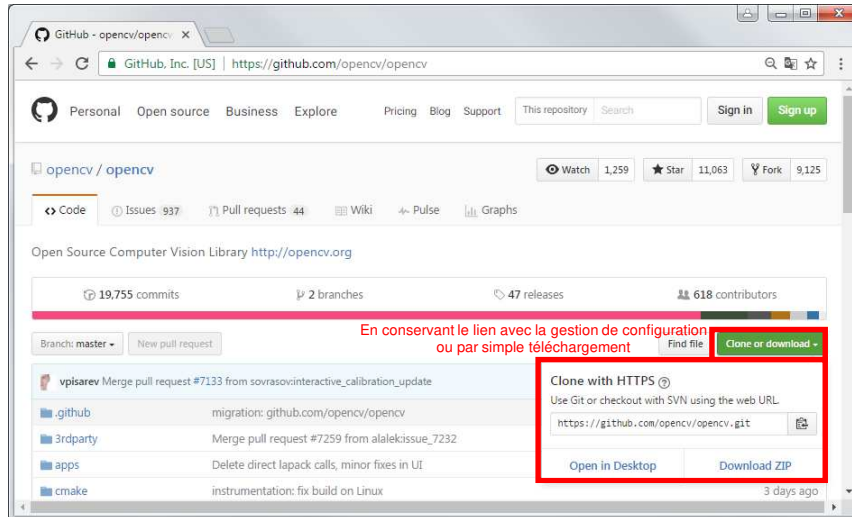 GitHub - opencv/opencv
GitHub, Inc. [US] | https://github.com/opencv/opencv
Personal Open source Business Explore Pricing Blog Support This repository Search Sign in Sign up
opencv / opencv Watch 1,259 Star 11,063 Fork 9,125
Code Issues 937 Pull requests 44 Wiki Pulse Graphs
Open Source Computer Vision Library http://opencv.org
19,755 commits 2 branches 47 releases 618 contributors
En conservant le lien avec la gestion de configuration
ou par simple téléchargement
Branch: master New pull request Find file Clone or download
vpisarev Merge pull request #7133 from sovrasov:interactive_calibration_update
Clone with HTTPS
Use Git or checkout with SVN using the web URL.
https://github.com/opencv/opencv.git
Open in Desktop Download ZIP
.github migration: github.com/opencv/opencv
3rdparty Merge pull request #7259 from alalek:issue_7232
apps Delete direct lapack calls, minor fixes in UI
cmake instrumentation: fix build on Linux 3 days ago